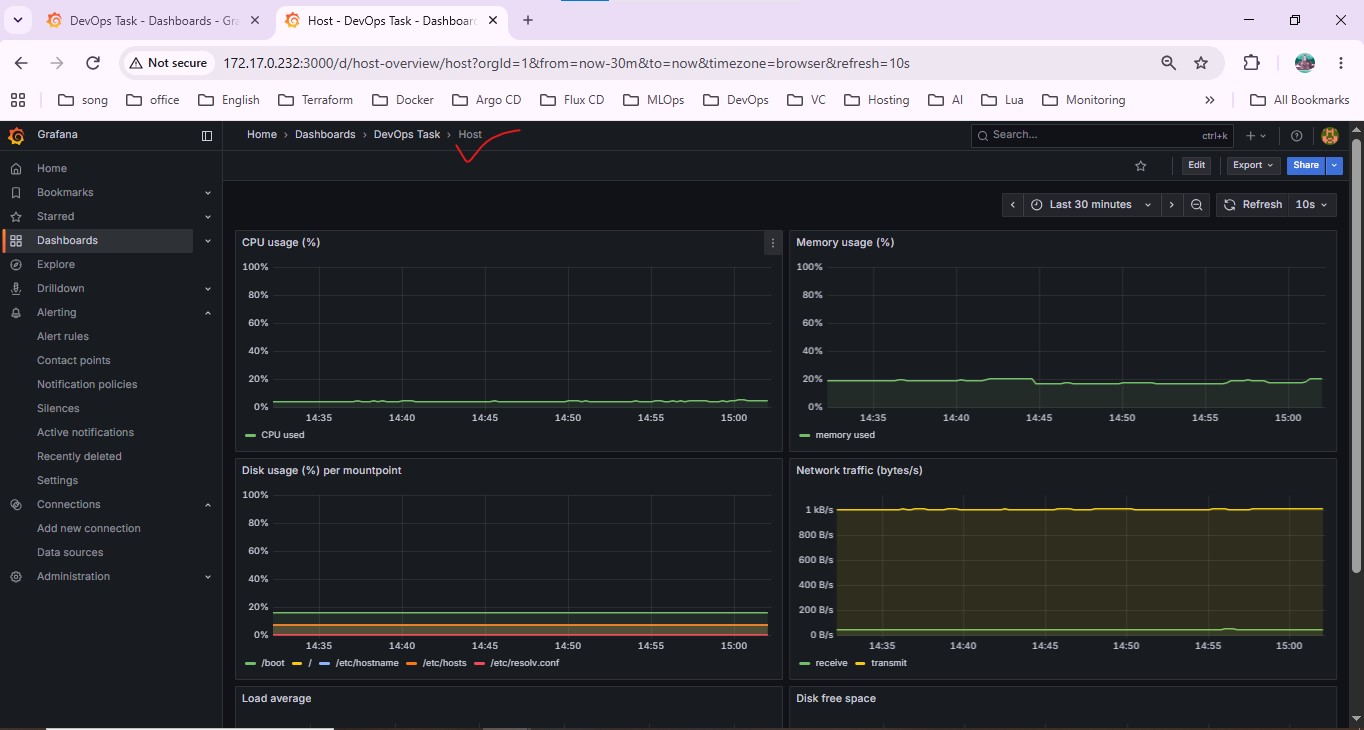 DevOps Task - Dashboards - Gra
Host - DevOps Task - Dashboard
Not secure
172.17.0.232:3000/d/host-overview/host?orgId=1&from=now-30m&to=now&timezone=browser&refresh=10s
song
office
English
Terraform
Docker
Argo CD
Flux CD
MLOps
DevOps
VC
Hosting
AI
Lua
Monitoring
All Bookmarks
Grafana
Home › Dashboards › DevOps Task › Host
Search...
ctrl+k
Edit
Export
Share
Home
Bookmarks
Starred
Dashboards
Explore
Drilldown
Alerting
Alert rules
Contact points
Notification policies
Silences
Active notifications
Recently deleted
Settings
Connections
Add new connection
Data sources
Administration
Last 30 minutes
Refresh
10s
CPU usage (%)
100%
80%
60%
40%
20%
0%
14:35 14:40 14:45 14:50 14:55 15:00
CPU used
Memory usage (%)
100%
80%
60%
40%
20%
0%
14:35 14:40 14:45 14:50 14:55 15:00
memory used
Disk usage (%) per mountpoint
100%
80%
60%
40%
20%
0%
14:35 14:40 14:45 14:50 14:55 15:00
/boot / /etc/hostname /etc/hosts /etc/resolv.conf
Network traffic (bytes/s)
1 kB/s
800 B/s
600 B/s
400 B/s
200 B/s
0 B/s
14:35 14:40 14:45 14:50 14:55 15:00
receive transmit
Load average
Disk free space